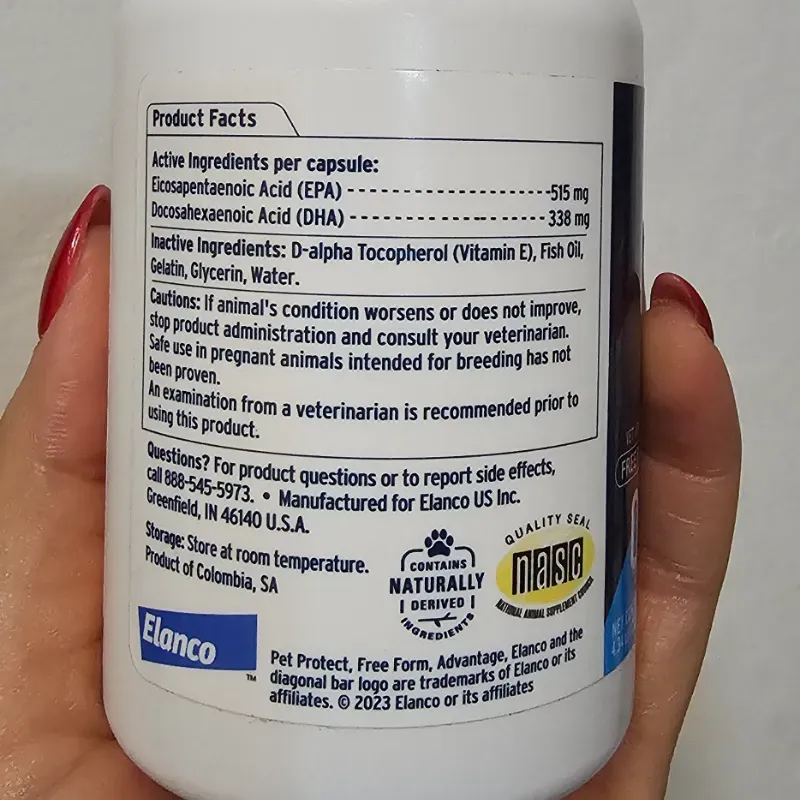 Product Facts
Active Ingredients per capsule:
Eicosapentaenoic Acid (EPA) - - - - - - - - - - - - - - - - - - - - -515 mg
Docosahexaenoic Acid (DHA) - - - - - - - - - - - - - - - - - - - - 338 mg
Inactive Ingredients: D-alpha Tocopherol (Vitamin E), Fish Oil,
Gelatin, Glycerin, Water.
Cautions: If animal's condition worsens or does not improve,
stop product administration and consult your veterinarian.
Safe use in pregnant animals intended for breeding has not
been proven.
An examination from a veterinarian is recommended prior to
using this product.
Questions? For product questions or to report side effects,
call 888-545-5973. • Manufactured for Elanco US Inc.
Greenfield, IN 46140 U.S.A.
Storage: Store at room temperature.
Product of Colombia, SA
CONTAINS
NATURALLY
DERIVED
INGREDIENTS
QUALITY SEAL
nasc
NATIONAL ANIMAL SUPPLEMENT COUNCIL
Elanco
TM
Pet Protect, Free Form, Advantage, Elanco and the
diagonal bar logo are trademarks of Elanco or its
affiliates. © 2023 Elanco or its affiliates